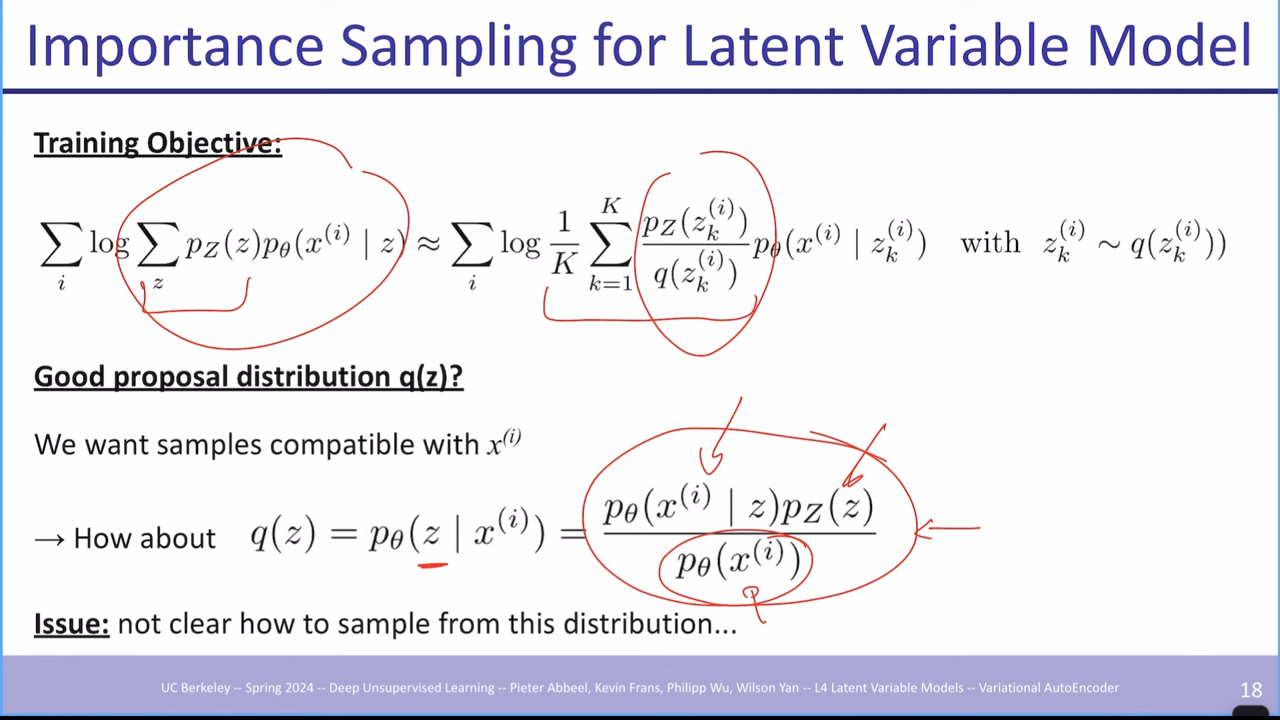 Importance Sampling for Latent Variable Model
Training Objective:
∑_i log ∑_z p_Z(z)p_θ(x^(i) | z) ≈ ∑_i log 1/K ∑_{k=1}^K p_Z(z_k^(i))/q(z_k^(i)) p_θ(x^(i) | z_k^(i)) with z_k^(i) ∼ q(z_k^(i)))
Good proposal distribution q(z)?
We want samples compatible with x^(i)
→ How about q(z) = p_θ(z | x^(i)) = p_θ(x^(i) | z)p_Z(z) / p_θ(x^(i))
Issue: not clear how to sample from this distribution...
UC Berkeley -- Spring 2024 -- Deep Unsupervised Learning -- Pieter Abbeel, Kevin Frans, Philipp Wu, Wilson Yan -- L4 Latent Variable Models -- Variational AutoEncoder
18